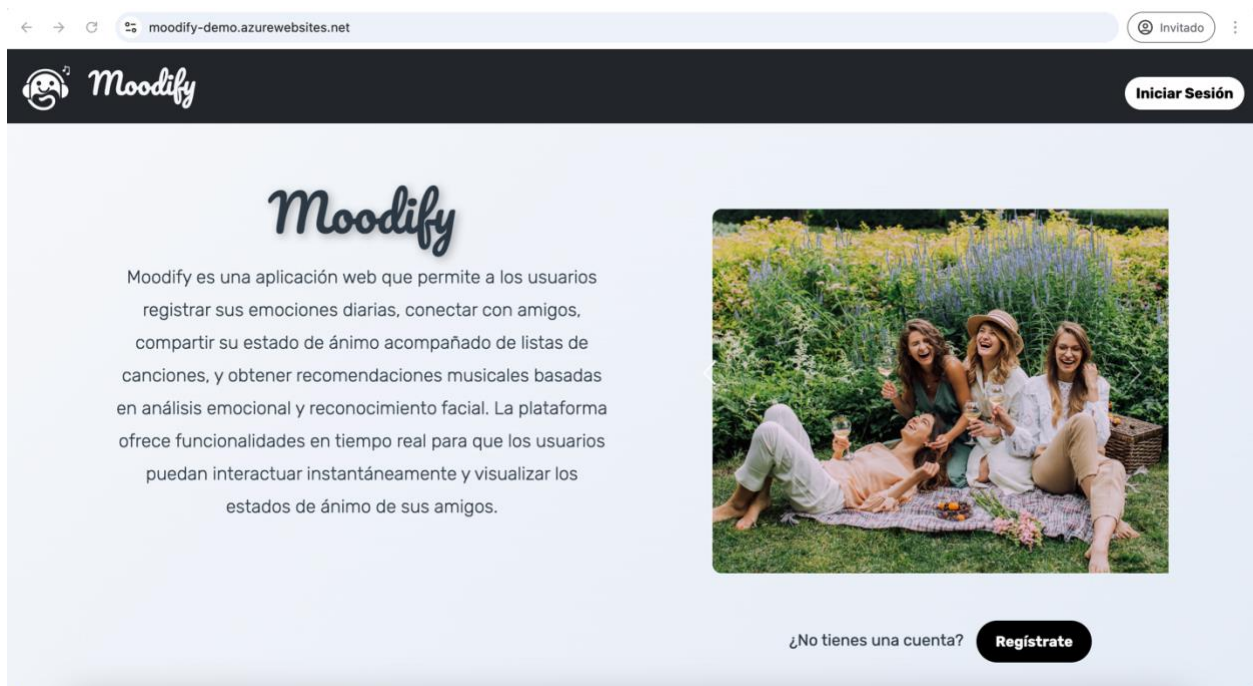 moodify-demo.azurewebsites.net
Invitado
Moodify
Iniciar Sesión
Moodify
Moodify es una aplicación web que permite a los usuarios
registrar sus emociones diarias, conectar con amigos,
compartir su estado de ánimo acompañado de listas de
canciones, y obtener recomendaciones musicales basadas
en análisis emocional y reconocimiento facial. La plataforma
ofrece funcionalidades en tiempo real para que los usuarios
puedan interactuar instantáneamente y visualizar los
estados de ánimo de sus amigos.
¿No tienes una cuenta? Regístrate